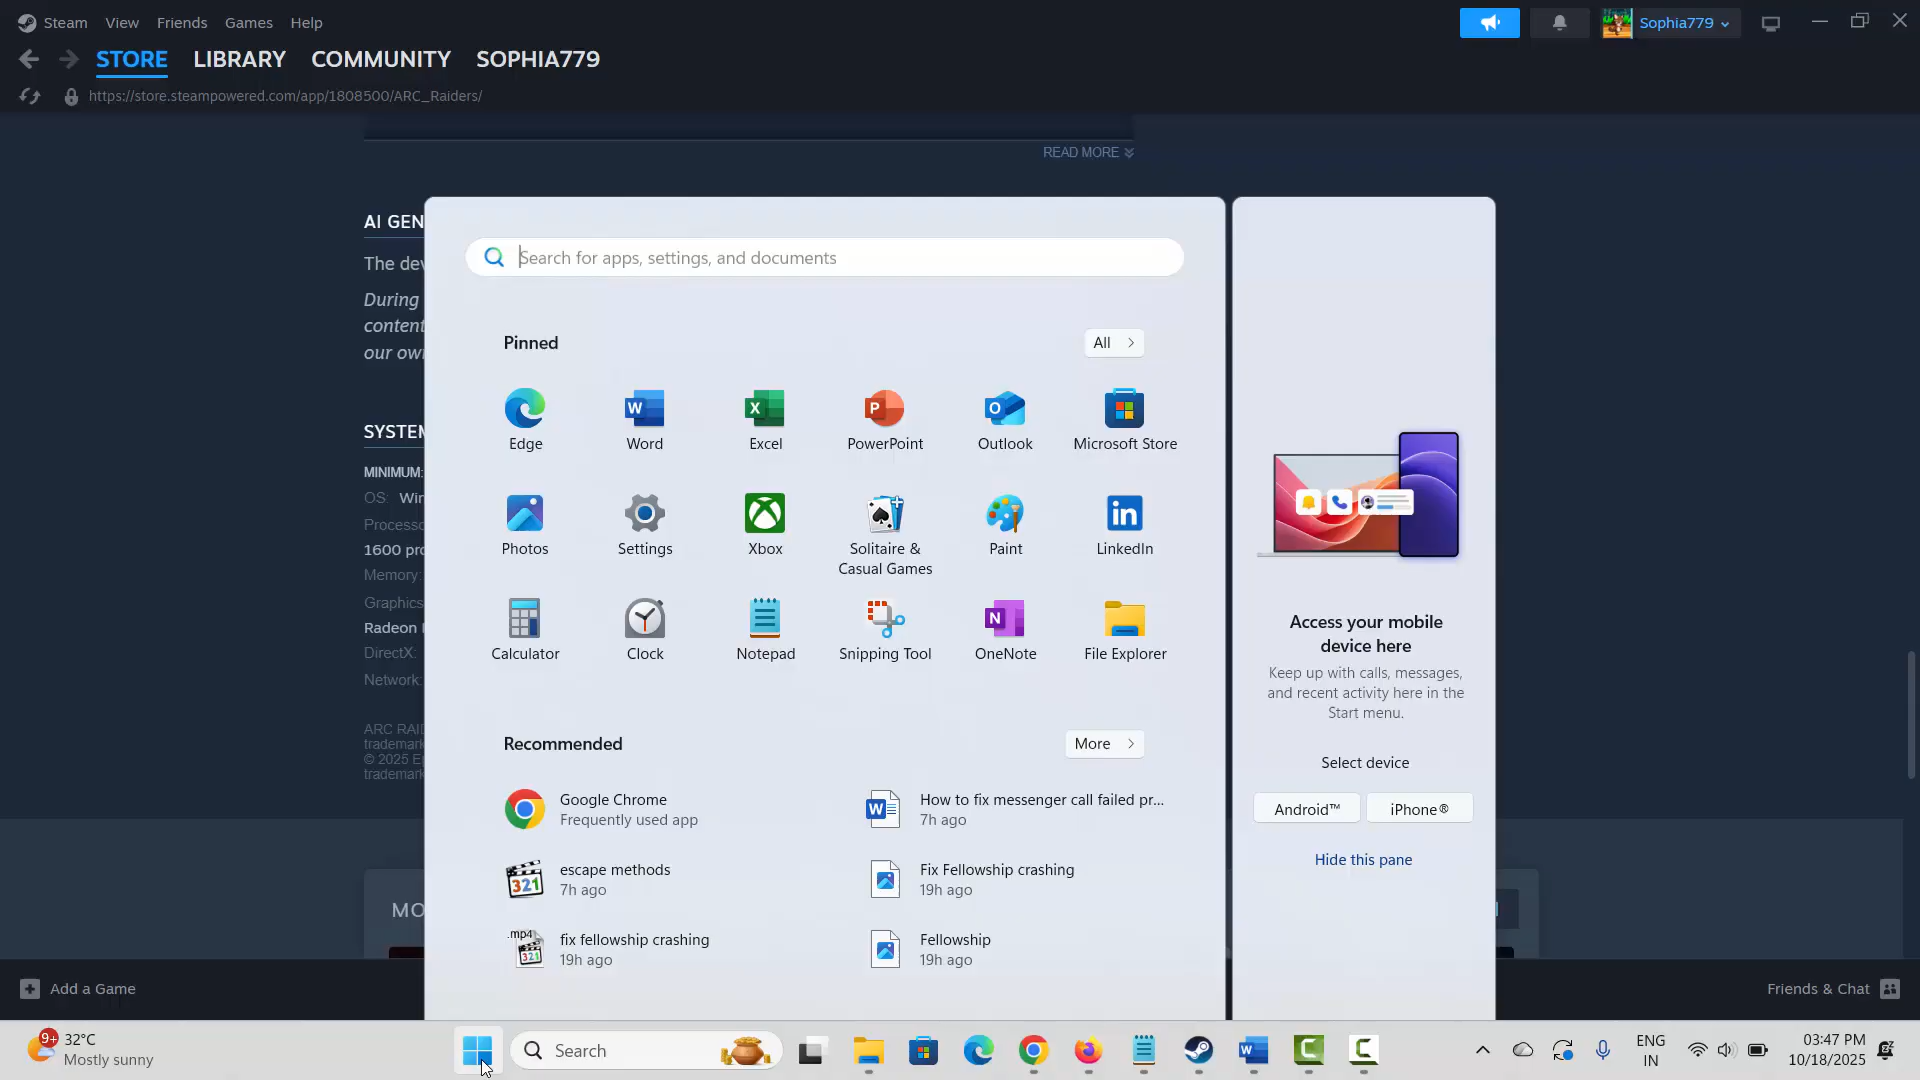 Steam View Friends Games Help
Sophia779
STORE LIBRARY COMMUNITY SOPHIA779
https://store.steampowered.com/app/1808500/ARC_Raiders/
READ MORE
AI GEN
The dev
During
content
our own
SYSTEM
MINIMUM:
OS: Win
Processo
1600 pro
Memory:
Graphics
Radeon
DirectX:
Network:
ARC RAID
trademark
© 2025 E
trademark
MO
Search for apps, settings, and documents
Pinned
All
Edge
Word
Excel
PowerPoint
Outlook
Microsoft Store
Photos
Settings
Xbox
Solitaire &
Casual Games
Paint
LinkedIn
Calculator
Clock
Notepad
Snipping Tool
OneNote
File Explorer
Recommended
More
Google Chrome
Frequently used app
How to fix messenger call failed pr...
7h ago
escape methods
7h ago
Fix Fellowship crashing
19h ago
.mp4
fix fellowship crashing
19h ago
Fellowship
19h ago
Access your mobile
device here
Keep up with calls, messages,
and recent activity here in the
Start menu.
Select device
Android™
iPhone®
Hide this pane
Add a Game
Friends & Chat
9+
32°C
Mostly sunny
Search
ENG
IN
03:47 PM
10/18/2025